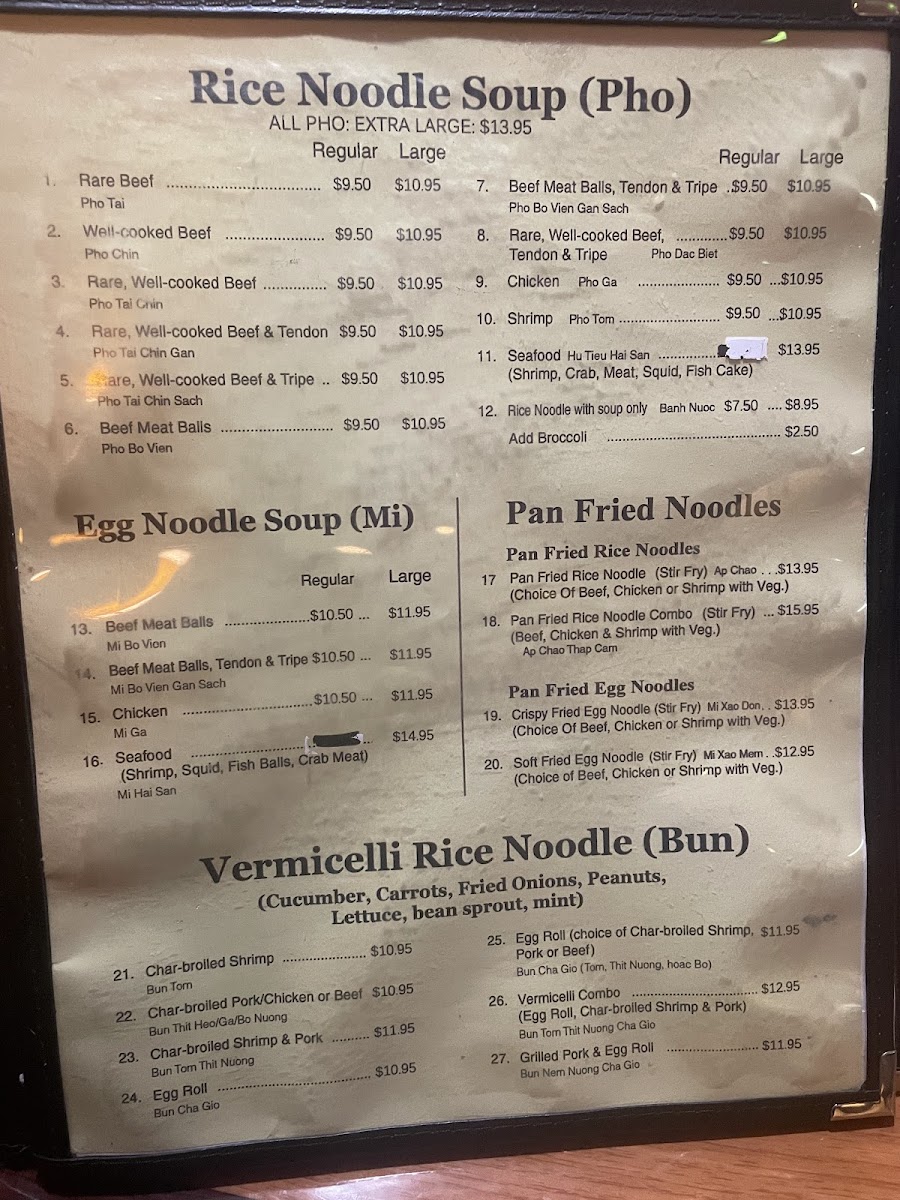 Rice Noodle Soup (Pho)
ALL PHO: EXTRA LARGE: $13.95
Regular Large
1. Rare Beef ................................ $9.50 $10.95
Pho Tai
2. Well-cooked Beef ...................... $9.50 $10.95
Pho Chin
3. Rare, Well-cooked Beef .............. $9.50 $10.95
Pho Tai Chin
4. Rare, Well-cooked Beef & Tendon $9.50 $10.95
Pho Tai Chin Gan
5. Rare, Well-cooked Beef & Tripe .. $9.50 $10.95
Pho Tai Chin Sach
6. Beef Meat Balls ......................... $9.50 $10.95
Pho Bo Vien
Regular Large
7. Beef Meat Balls, Tendon & Tripe .$9.50 $10.95
Pho Bo Vien Gan Sach
8. Rare, Well-cooked Beef, ............$9.50 $10.95
Tendon & Tripe Pho Dac Biet
9. Chicken Pho Ga ................... $9.50 ...$10.95
10. Shrimp Pho Tom ....................... $9.50 ...$10.95
11. Seafood Hu Tieu Hai San .............. $13.95
(Shrimp, Crab, Meat, Squid, Fish Cake)
12. Rice Noodle with soup only Banh Nuoc $7.50 .... $8.95
Add Broccoli ........................................ $2.50
Egg Noodle Soup (Mi)
Regular Large
13. Beef Meat Balls ...................$10.50 ... $11.95
Mi Bo Vien
14. Beef Meat Balls, Tendon & Tripe $10.50 ... $11.95
Mi Bo Vien Gan Sach
15. Chicken .............................$10.50 ... $11.95
Mi Ga
16. Seafood .......................... $14.95
(Shrimp, Squid, Fish Balls, Crab Meat)
Mi Hai San
Pan Fried Noodles
Pan Fried Rice Noodles
17 Pan Fried Rice Noodle (Stir Fry) Ap Chao . . .$13.95
(Choice Of Beef, Chicken or Shrimp with Veg.)
18. Pan Fried Rice Noodle Combo (Stir Fry) ... $15.95
(Beef, Chicken & Shrimp with Veg.)
Ap Chao Thap Cam
Pan Fried Egg Noodles
19. Crispy Fried Egg Noodle (Stir Fry) Mi Xao Don. . $13.95
(Choice Of Beef, Chicken or Shrimp with Veg.)
20. Soft Fried Egg Noodle (Stir Fry) Mi Xao Mem . .$12.95
(Choice of Beef, Chicken or Shrimp with Veg.)
Vermicelli Rice Noodle (Bun)
(Cucumber, Carrots, Fried Onions, Peanuts,
Lettuce, bean sprout, mint)
21. Char-broiled Shrimp ..................... $10.95
Bun Tom
22. Char-broiled Pork/Chicken or Beef $10.95
Bun Thit Heo/Ga/Bo Nuong
23. Char-broiled Shrimp & Pork ......... $11.95
Bun Tom Thit Nuong
24. Egg Roll ...................................... $10.95
Bun Cha Gio
25. Egg Roll (choice of Char-broiled Shrimp, $11.95
Pork or Beef)
Bun Cha Gio (Tom, Thit Nuong, hoac Bo)
26. Vermicelli Combo ............................... $12.95
(Egg Roll, Char-broiled Shrimp & Pork)
Bun Tom Thit Nuong Cha Gio
27. Grilled Pork & Egg Roll ...................... $11.95
Bun Nem Nuong Cha Gio